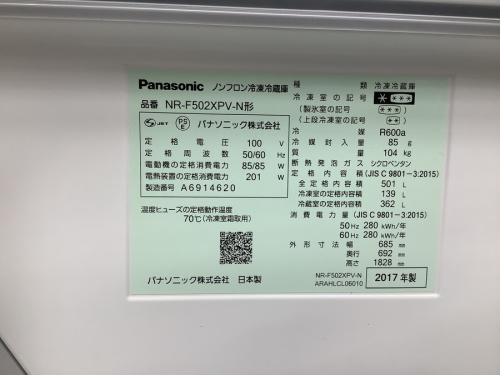 Panasonic ノンフロン冷凍冷蔵庫
品番 NR-F502XPV-N形
JET PS E パナソニック株式会社
定格電圧 100 V
定格周波数 50/60 Hz
電動機の定格消費電力 85/85 W
電熱装置の定格消費電力 201 W
製造番号 A6914620
温度ヒューズの定格動作温度
70℃(冷凍室霜取用)
パナソニック株式会社 日本製
種類 冷凍冷蔵庫
冷凍室の記号 ****
(製氷室の記号) (***)
(上段冷凍室の記号) (**)
冷媒 R600a
冷媒封入量 85 g
質量 104 kg
断熱発泡ガス シクロペンタン
定格内容積(JIS C 9801-3:2015)
全定格内容積 501 L
冷凍室の定格内容積 139 L
冷蔵室の定格内容積 362 L
消費電力量(JIS C 9801-3:2015)
50Hz 280 kWh/年
60Hz 280 kWh/年
外形寸法 幅 685 mm
奥行 692 mm
高さ 1828 mm
NR-F502XPV-N
ARAHLCL06010
2017年製